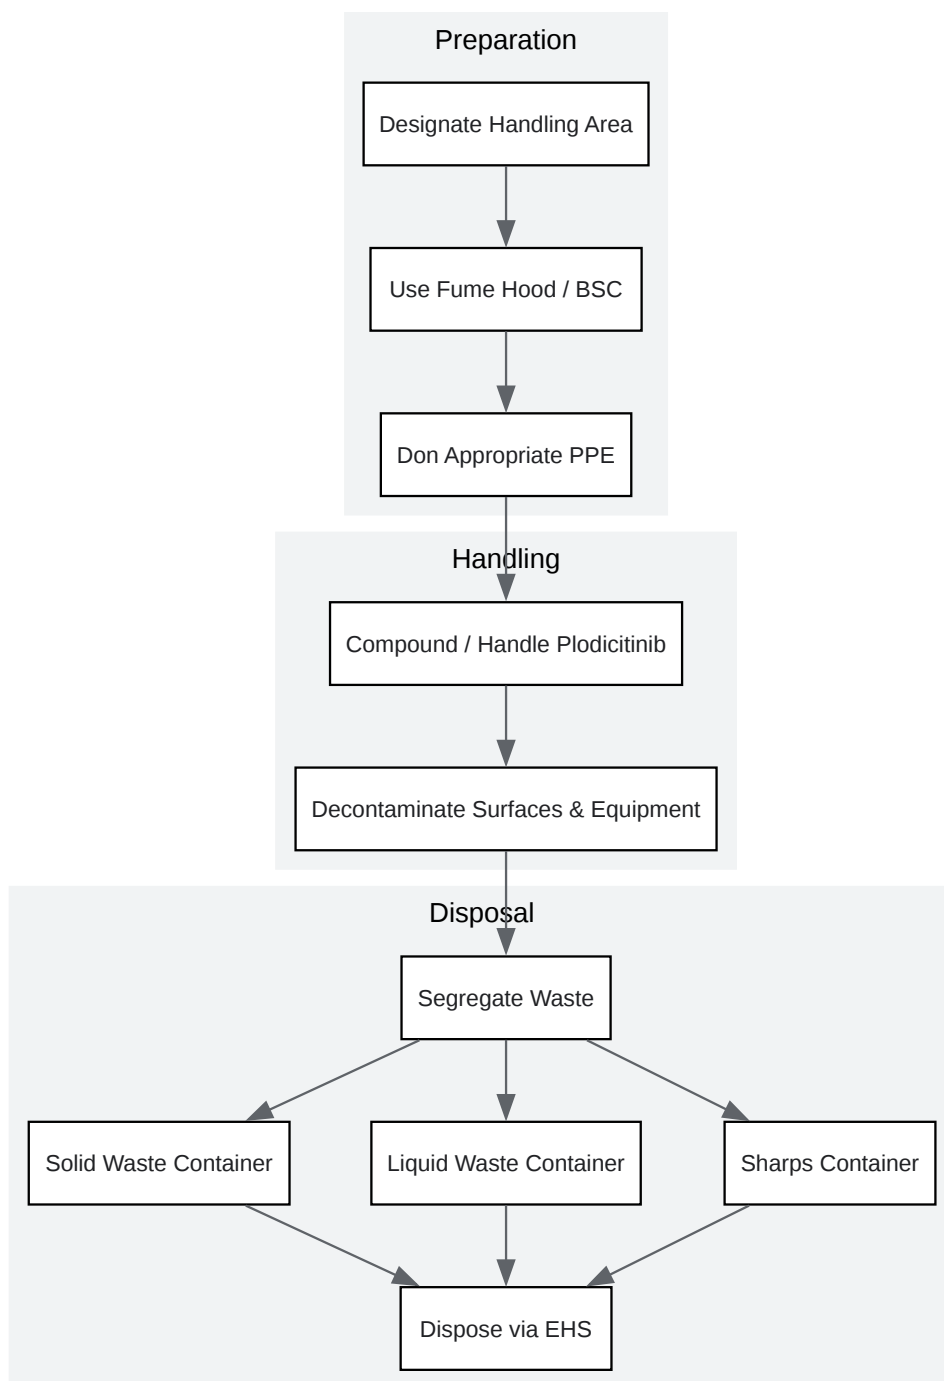 Preparation
Designate Handling Area
Use Fume Hood / BSC
Don Appropriate PPE
Handling
Compound / Handle Plodicitinib
Decontaminate Surfaces & Equipment
Disposal
Segregate Waste
Solid Waste Container
Liquid Waste Container
Sharps Container
Dispose via EHS